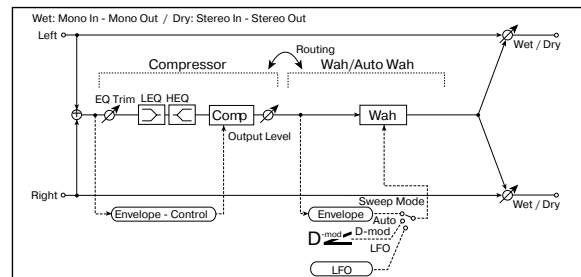 Wet: Mono In - Mono Out / Dry: Stereo In - Stereo Out
Left
Wet / Dry
Routing
Compressor
Wah/Auto Wah
EQ Trim
LEQ
HEQ
Comp
Output Level
Wah
Right
Wet / Dry
Sweep Mode
Envelope - Control
Envelope
Auto
D-mod
D-mod
LFO
LFO